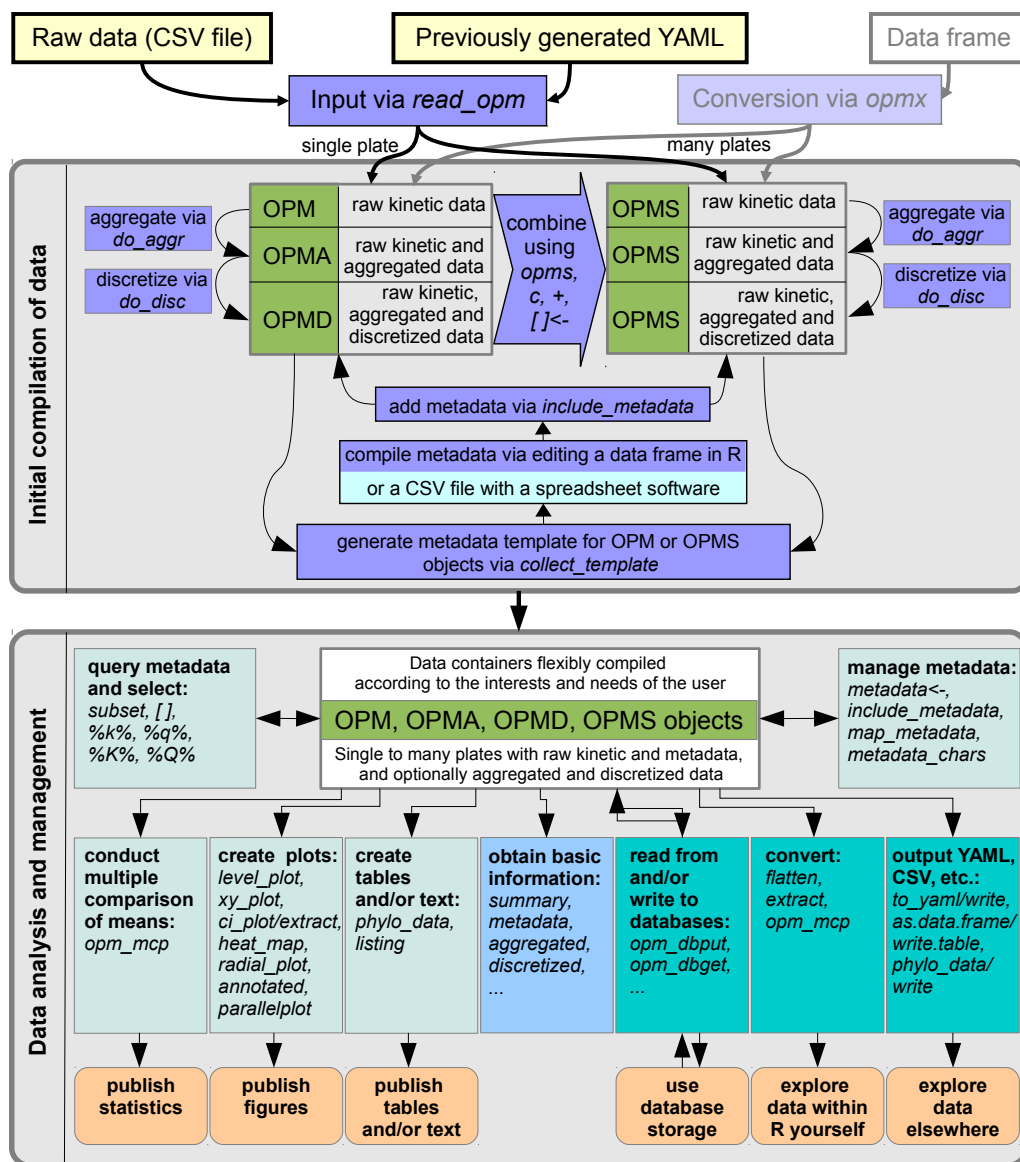 Raw data (CSV file)
Previously generated YAML
Data frame
Input via read_opm
Conversion via opmx
single plate
many plates
Initial compilation of data
aggregate via
do_aggr
discretize via
do_disc
OPM
raw kinetic data
OPMA
raw kinetic and
aggregated data
OPMD
raw kinetic,
aggregated and
discretized data
combine
using
opms,
c, +,
[ ]<-
OPMS
raw kinetic data
OPMS
raw kinetic and
aggregated data
OPMS
raw kinetic,
aggregated and
discretized data
aggregate via
do_aggr
discretize via
do_disc
add metadata via include_metadata
compile metadata via editing a data frame in R
or a CSV file with a spreadsheet software
generate metadata template for OPM or OPMS
objects via collect_template
Data analysis and management
query metadata
and select:
subset, [ ],
%k%, %q%,
%K%, %Q%
Data containers flexibly compiled
according to the interests and needs of the user
OPM, OPMA, OPMD, OPMS objects
Single to many plates with raw kinetic and metadata,
and optionally aggregated and discretized data
manage metadata:
metadata<-,
include_metadata,
map_metadata,
metadata_chars
conduct
multiple
comparison
of means:
opm_mcp
create plots:
level_plot,
xy_plot,
ci_plot/extract,
heat_map,
radial_plot,
annotated,
parallelplot
create
tables
and/or text:
phylo_data,
listing
obtain basic
information:
summary,
metadata,
aggregated,
discretized,
...
read from
and/or
write to
databases:
opm_dbput,
opm_dbget,
...
convert:
flatten,
extract,
opm_mcp
output YAML,
CSV, etc.:
to_yaml/write,
as.data.frame/
write.table,
phylo_data/
write
publish
statistics
publish
figures
publish
tables
and/or text
use
database
storage
explore
data within
R yourself
explore
data
elsewhere